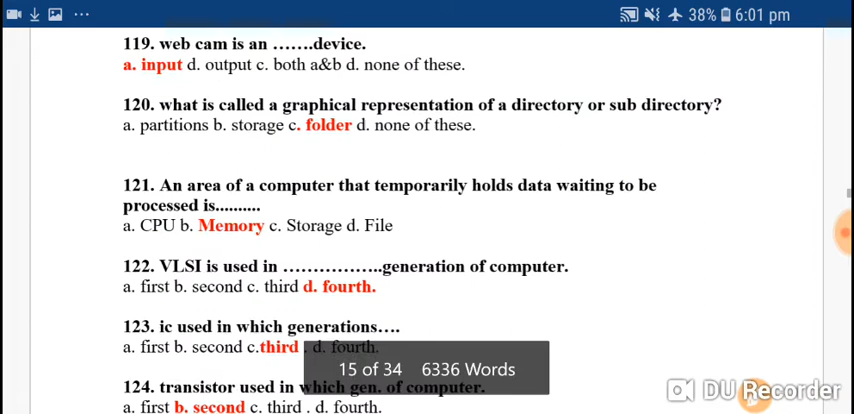 38% 6:01 pm
119. web cam is an …….device.
a. input d. output c. both a&b d. none of these.
120. what is called a graphical representation of a directory or sub directory?
a. partitions b. storage c. folder d. none of these.
121. An area of a computer that temporarily holds data waiting to be
processed is..........
a. CPU b. Memory c. Storage d. File
122. VLSI is used in ……………..generation of computer.
a. first b. second c. third d. fourth.
123. ic used in which generations….
a. first b. second c.third . d. fourth.
15 of 34 6336 Words
124. transistor used in which gen. of computer.
a. first b. second c. third . d. fourth.
DU Recorder